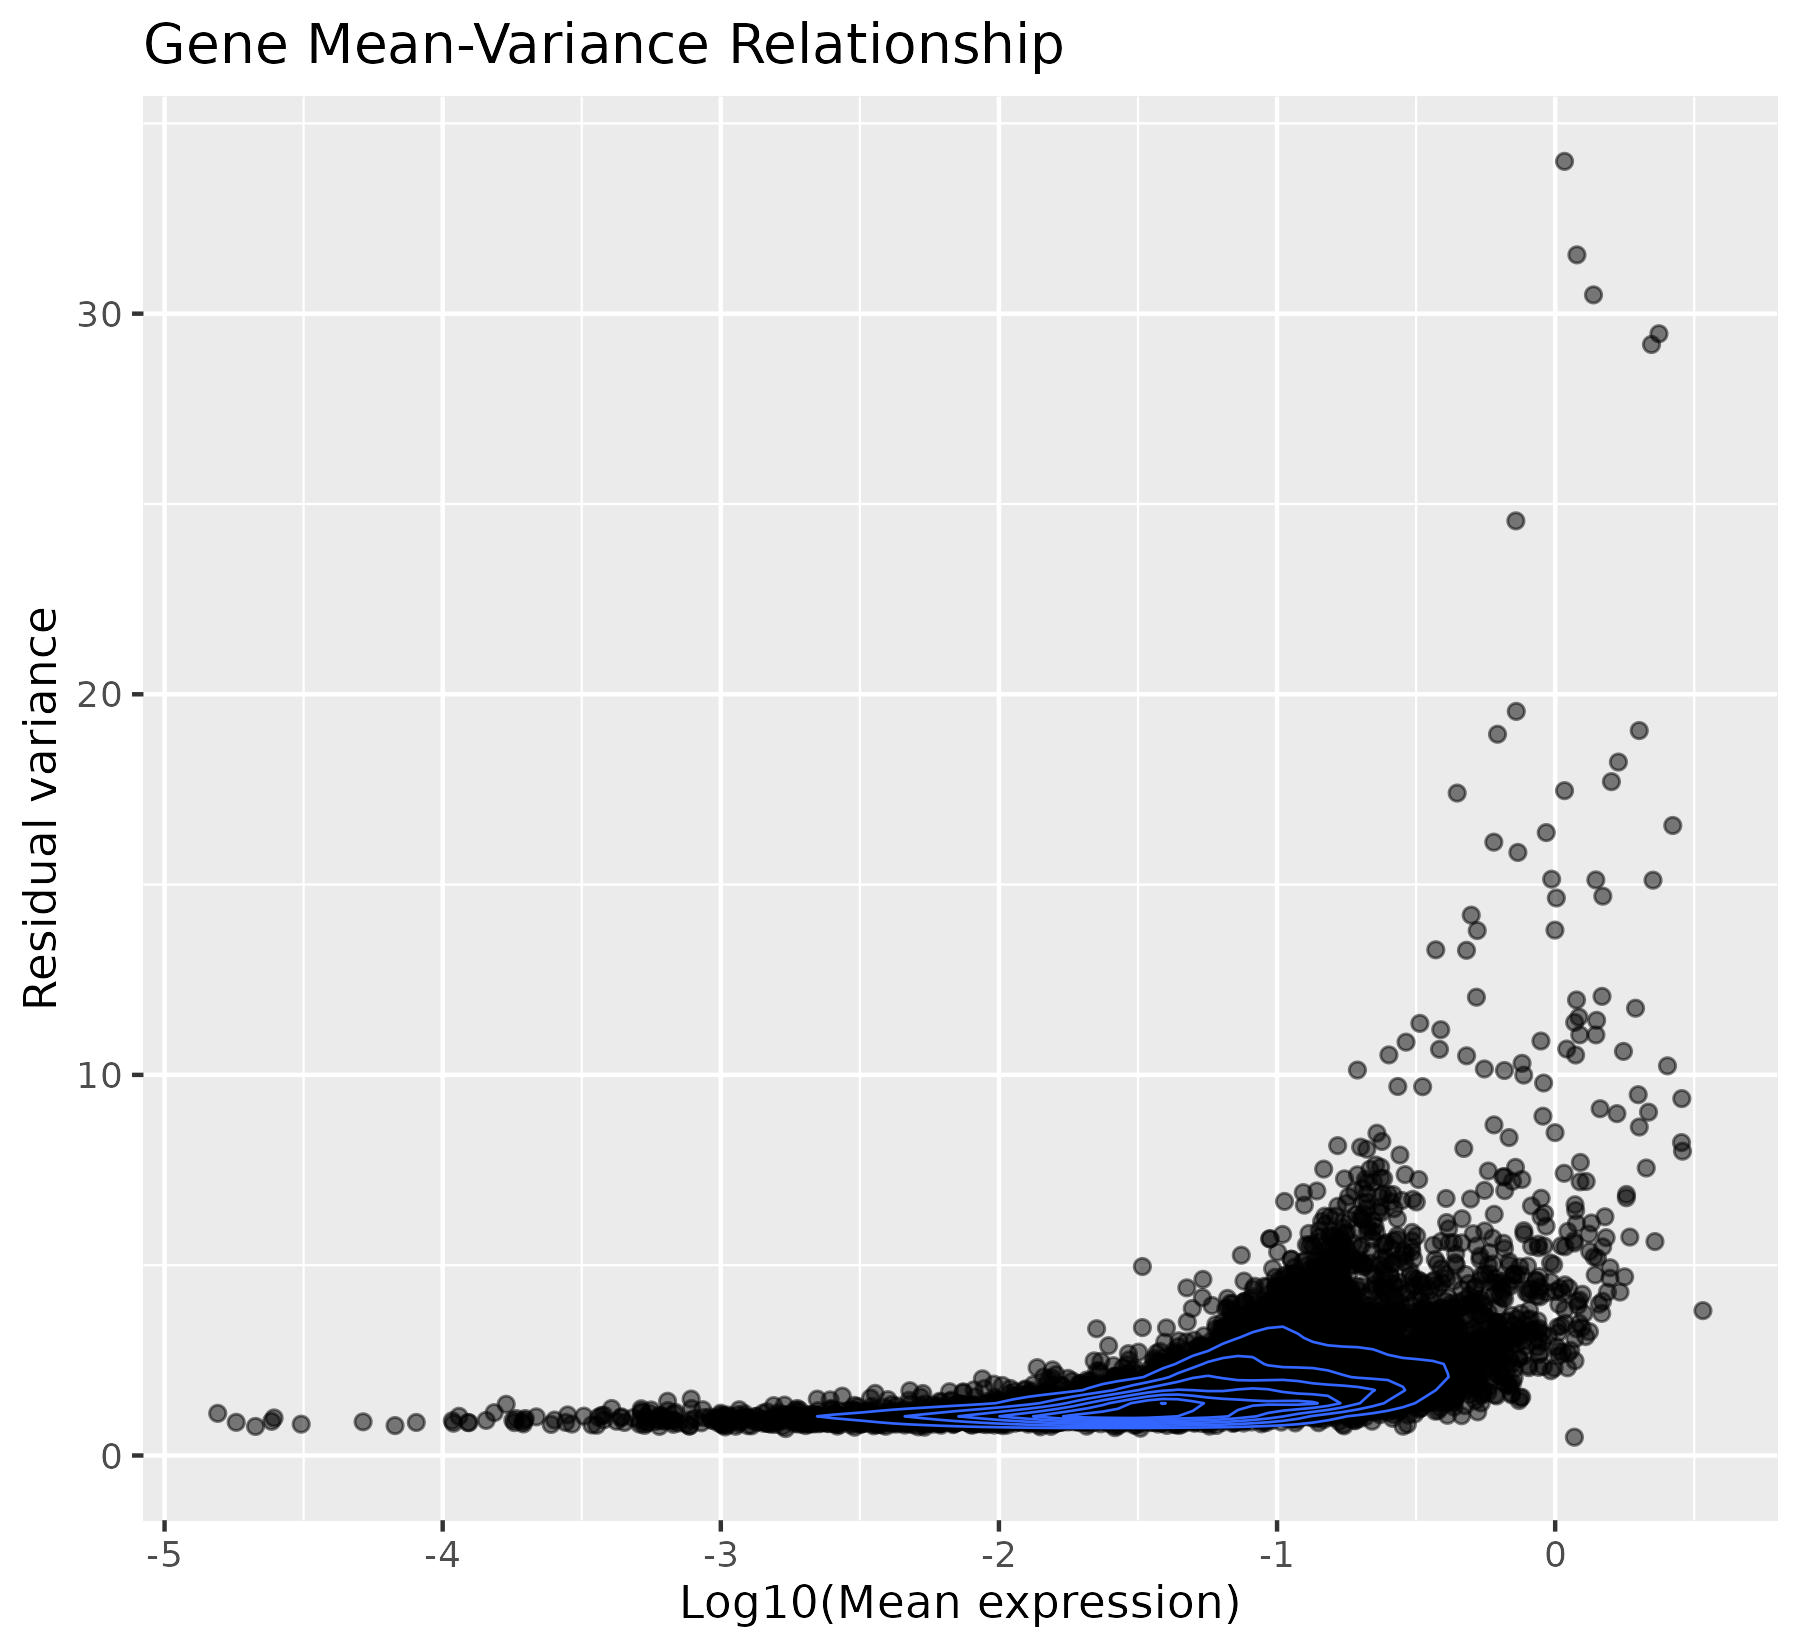 Gene Mean-Variance Relationship
Residual variance
30
20
10
0
-5 -4 -3 -2 -1 0
Log10(Mean expression)